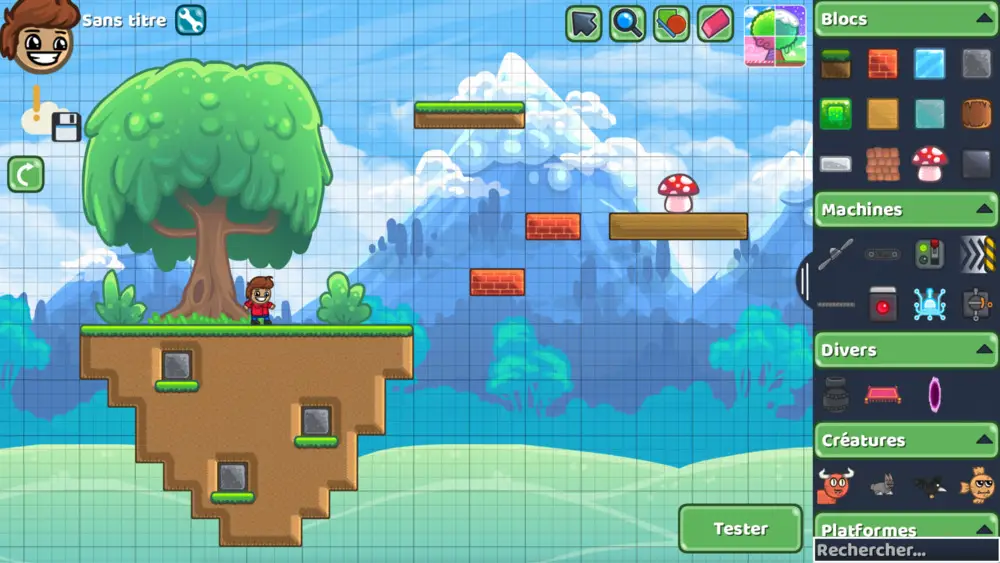 Sans titre
Blocs
Machines
Divers
Créatures
Platformes
Rechercher...
Tester